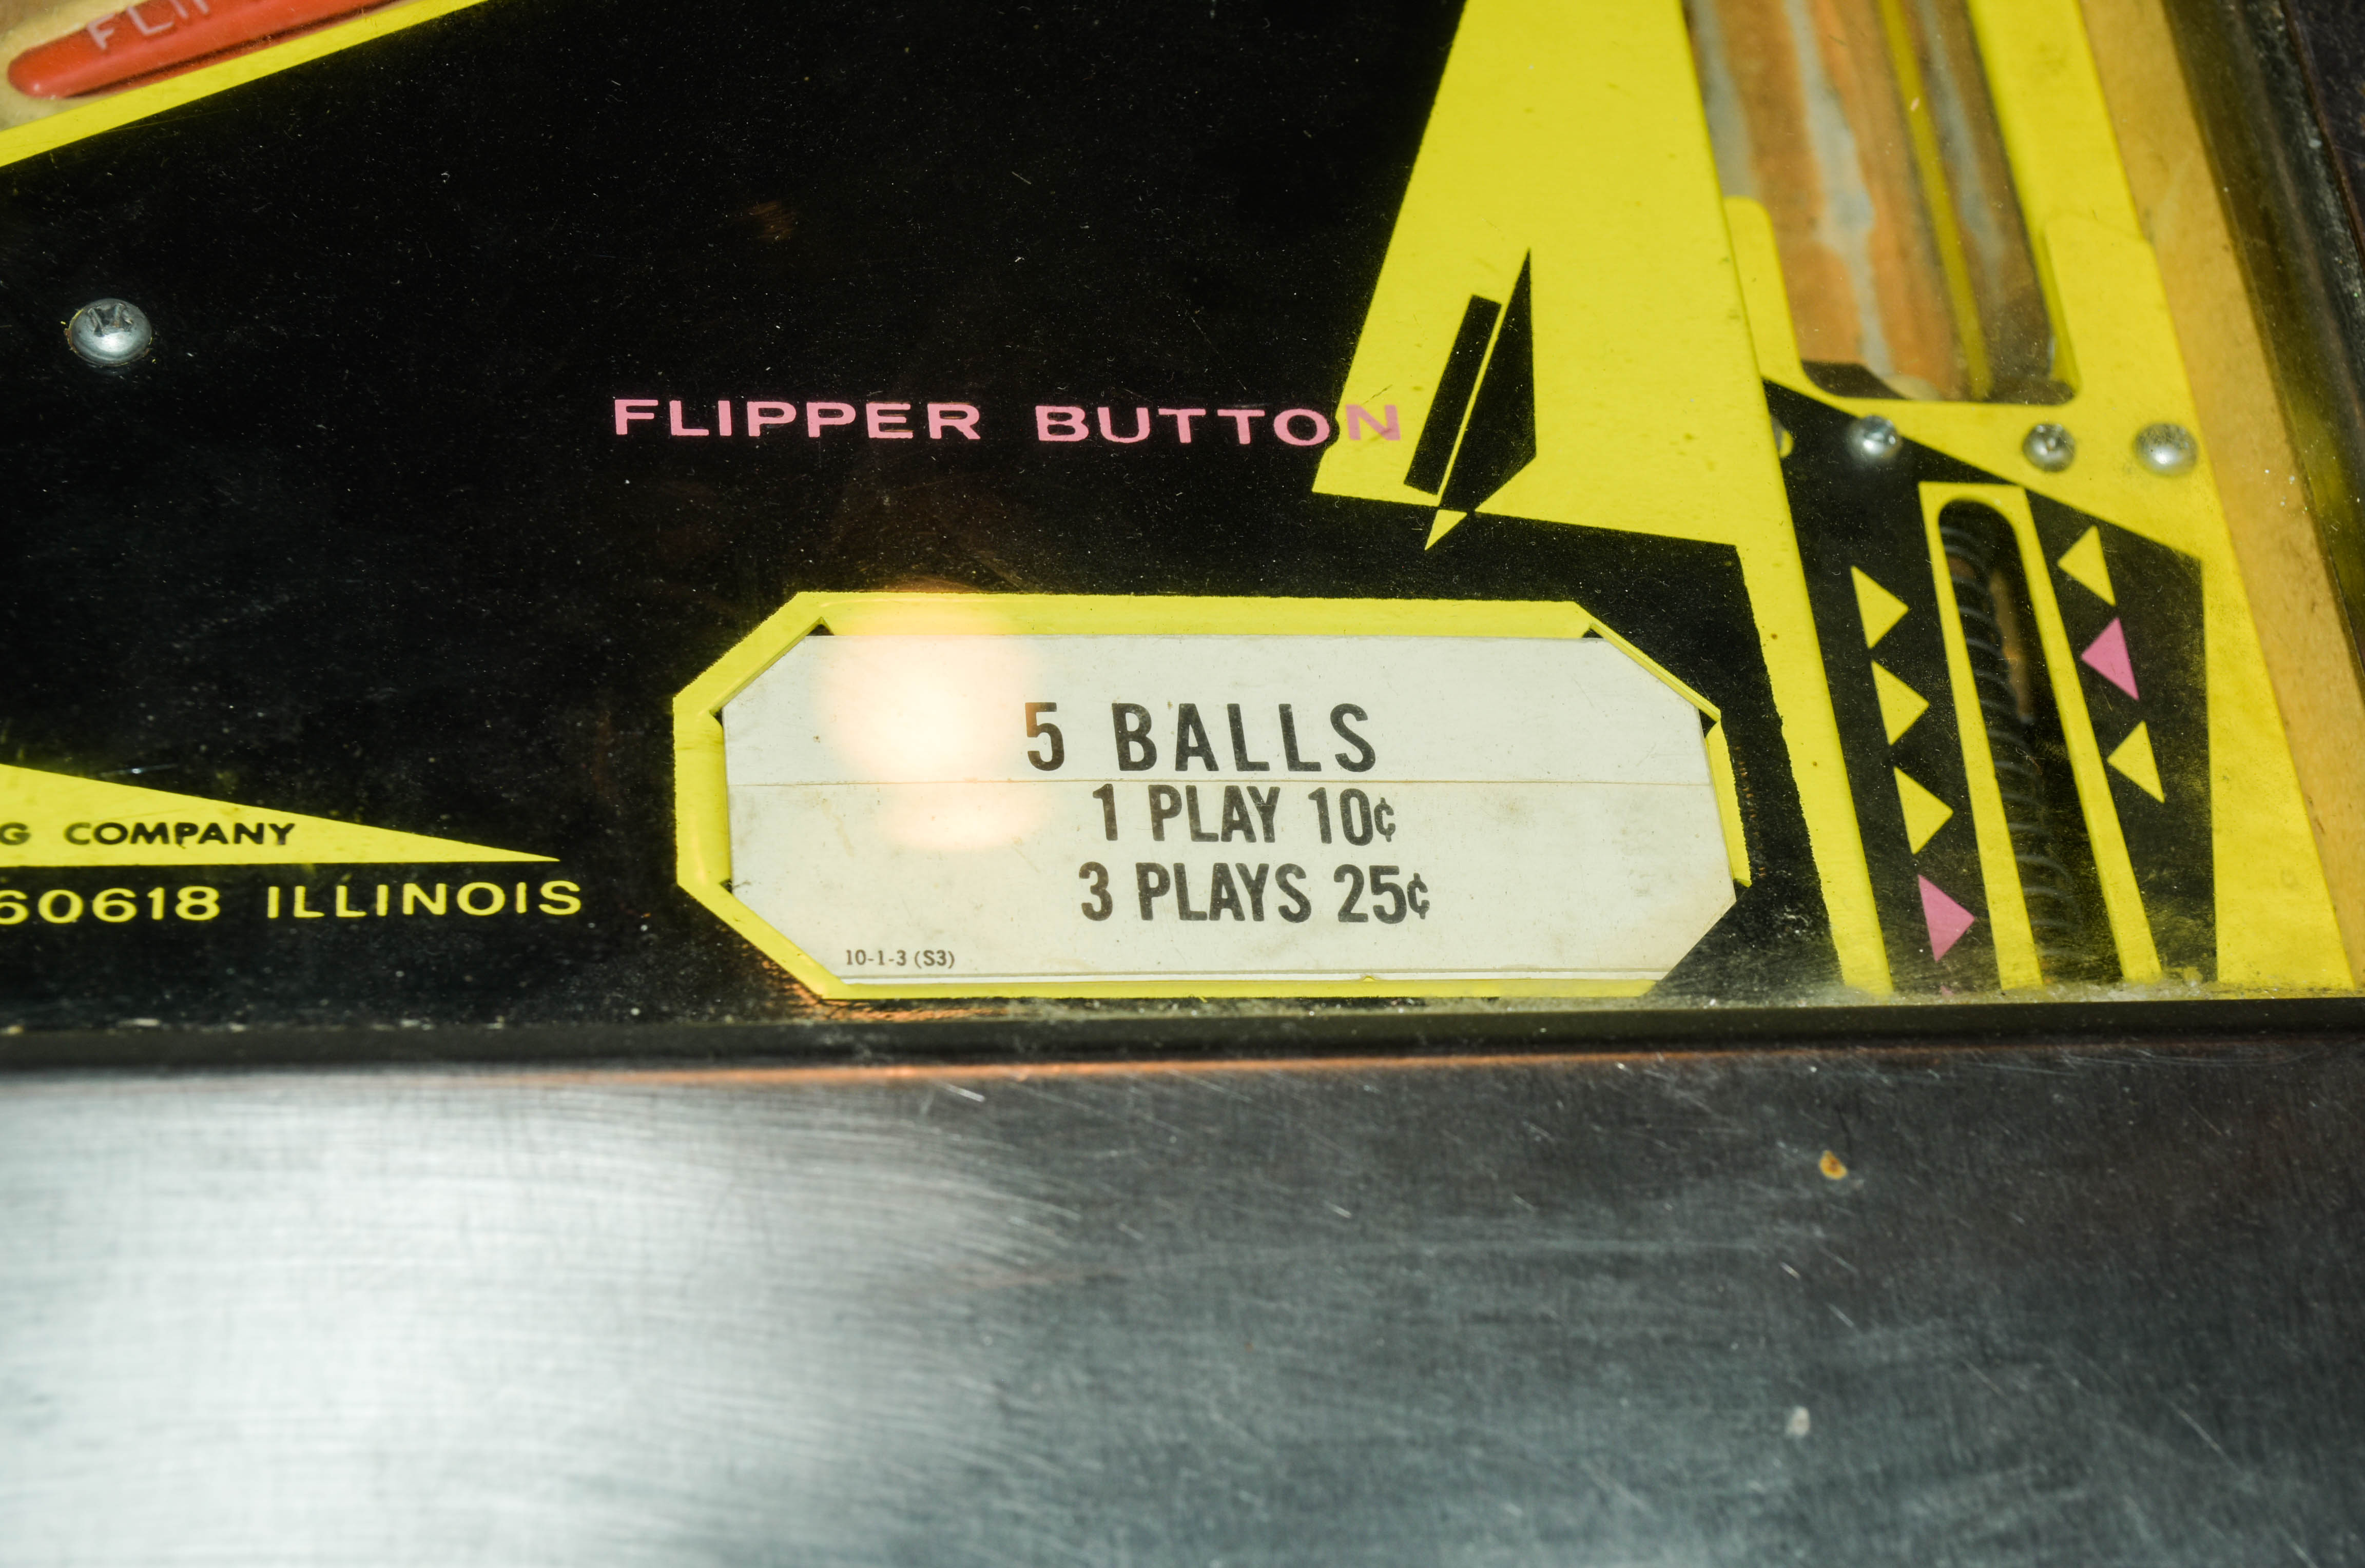 FLIPPER BUTTON
5 BALLS
1 PLAY 10¢
3 PLAYS 25¢
10-1-3 (S3)
G COMPANY
60618 ILLINOIS